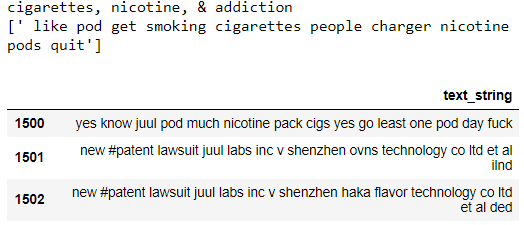 cigarettes, nicotine, & addiction
[' like pod get smoking cigarettes people charger nicotine
pods quit']
text_string
1500 yes know juul pod much nicotine pack cigs yes go least one pod day fuck
1501 new #patent lawsuit juul labs inc v shenzhen ovns technology co ltd et al
ilnd
1502 new #patent lawsuit juul labs inc v shenzhen haka flavor technology co ltd
et al ded